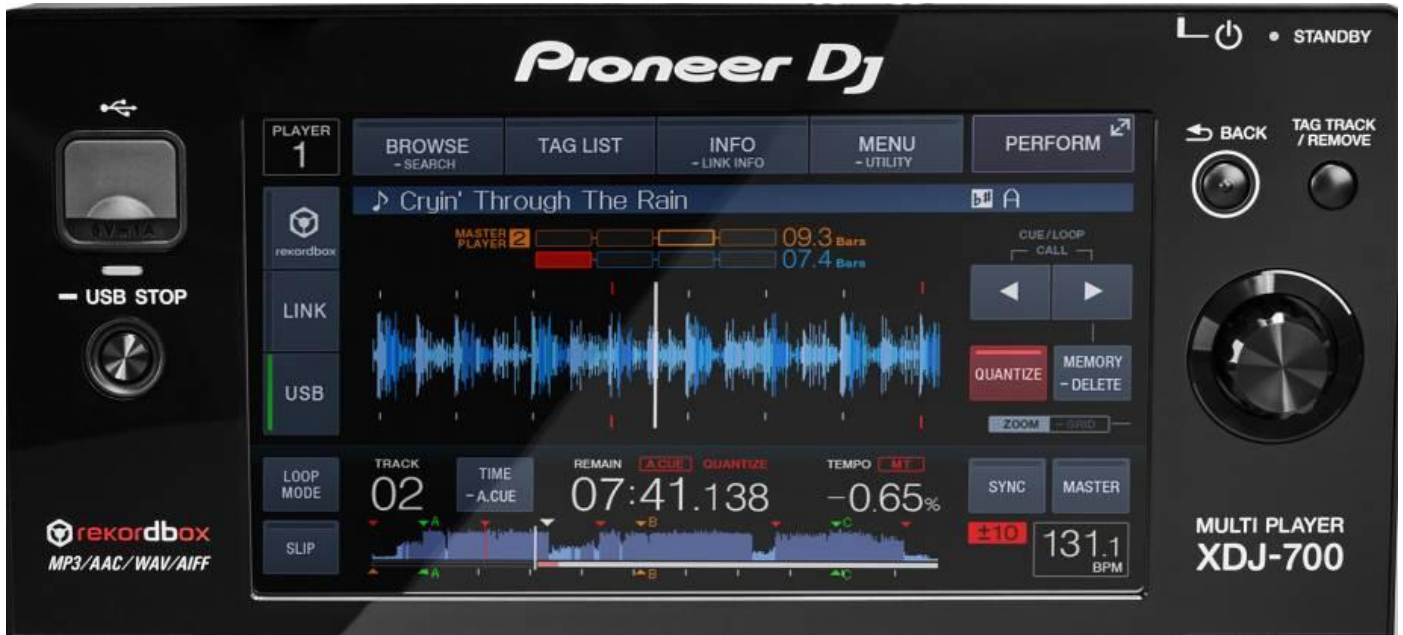 Pioneer Dj
STANDBY
PLAYER
1
BROWSE
- SEARCH
TAG LIST
INFO
- LINK INFO
MENU
- UTILITY
PERFORM
BACK
TAG TRACK
/ REMOVE
5V⎓1A
USB STOP
rekordbox
LINK
USB
♪ Cryin' Through The Rain
♭♯ A
MASTER
PLAYER 2
09.3 Bars
07.4 Bars
CUE/LOOP
CALL
QUANTIZE
MEMORY
- DELETE
ZOOM - GRID
LOOP
MODE
TRACK
02
TIME
- A.CUE
REMAIN A.CUE QUANTIZE
07:41.138
TEMPO MT
-0.65%
SYNC
MASTER
SLIP
A B C
A B C
±10
131.1
BPM
rekordbox
MP3/AAC/WAV/AIFF
MULTI PLAYER
XDJ-700